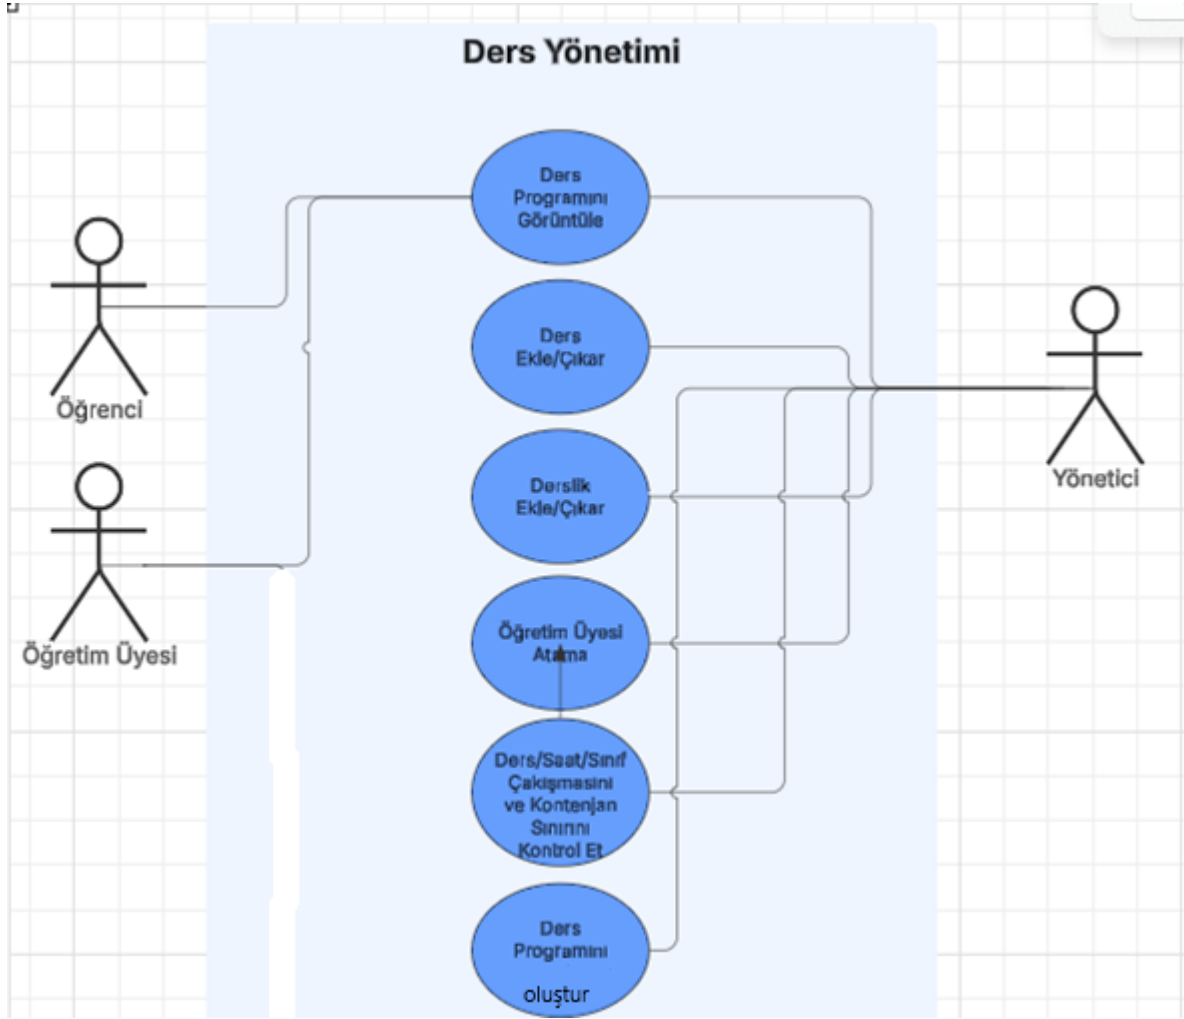 Ders Yönetimi
Ders
Programını
Görüntüle
Öğrenci
Ders
Ekle/Çıkar
Yönetici
Derslik
Ekle/Çıkar
Öğretim Üyesi
Öğretim Üyesi
Atama
Ders/Saat/Sınıf
Çakışmasını
ve Kontenjan
Sınırını
Kontrol Et
Ders
Programını
oluştur